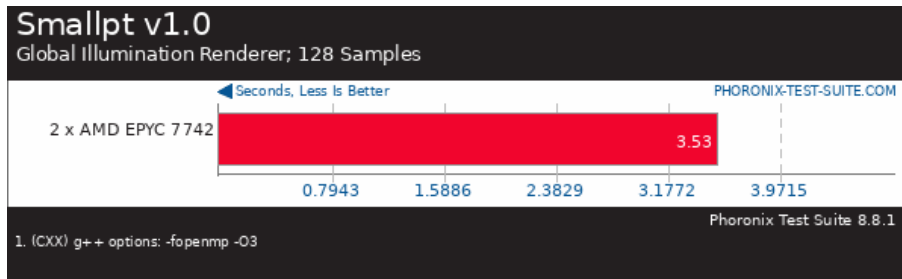 Smallpt v1.0
Global Illumination Renderer; 128 Samples
Seconds, Less Is Better PHORONIX-TEST-SUITE.COM
2 x AMD EPYC 7742 3.53
0.7943 1.5886 2.3829 3.1772 3.9715
Phoronix Test Suite 8.8.1
1. (CXX) g++ options: -fopenmp -O3